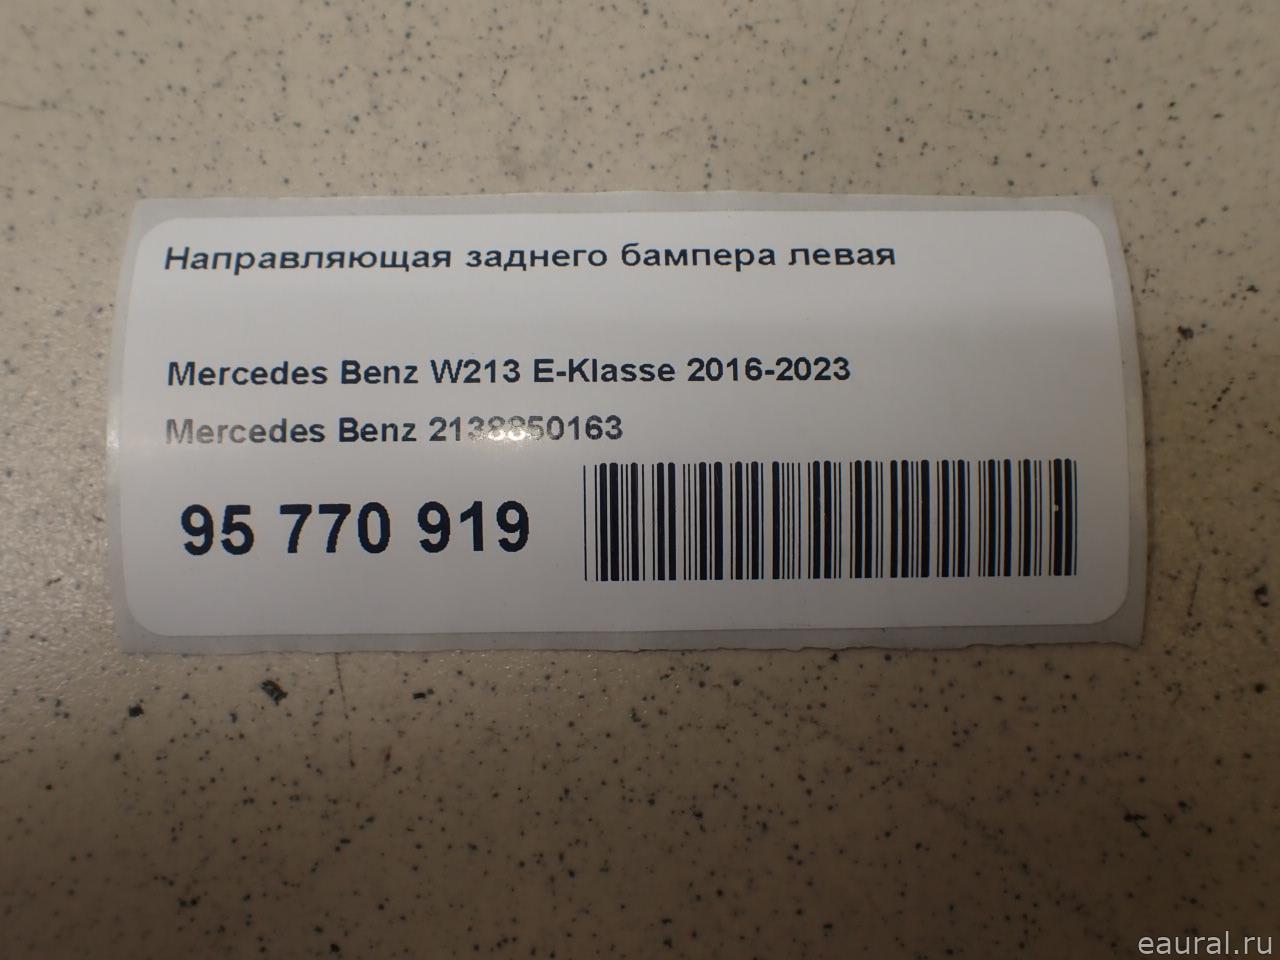 Направляющая заднего бампера левая
Mercedes Benz W213 E-Klasse 2016-2023
Mercedes Benz 2138850163
95 770 919
eaural.ru